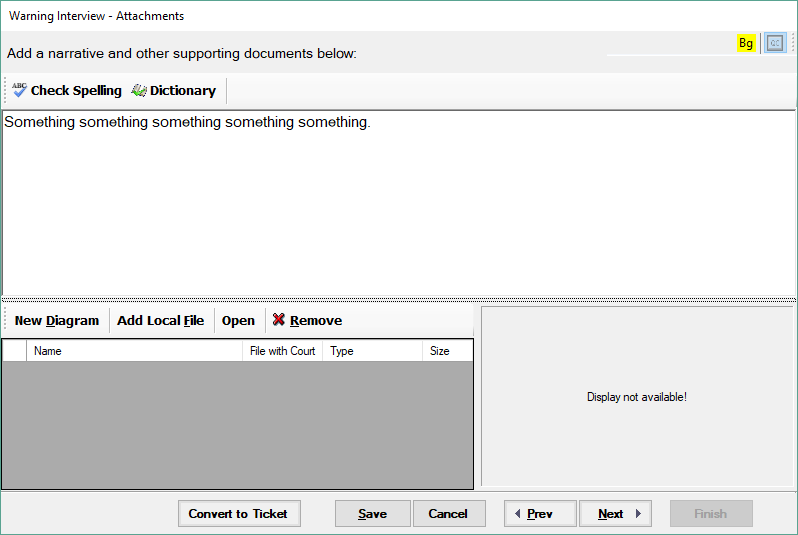 Warning Interview - Attachments
Add a narrative and other supporting documents below:
Bg
QC
ABC Check Spelling Dictionary
Something something something something something.
New Diagram Add Local File Open Remove
Name File with Court Type Size
Display not available!
Convert to Ticket Save Cancel Prev Next Finish